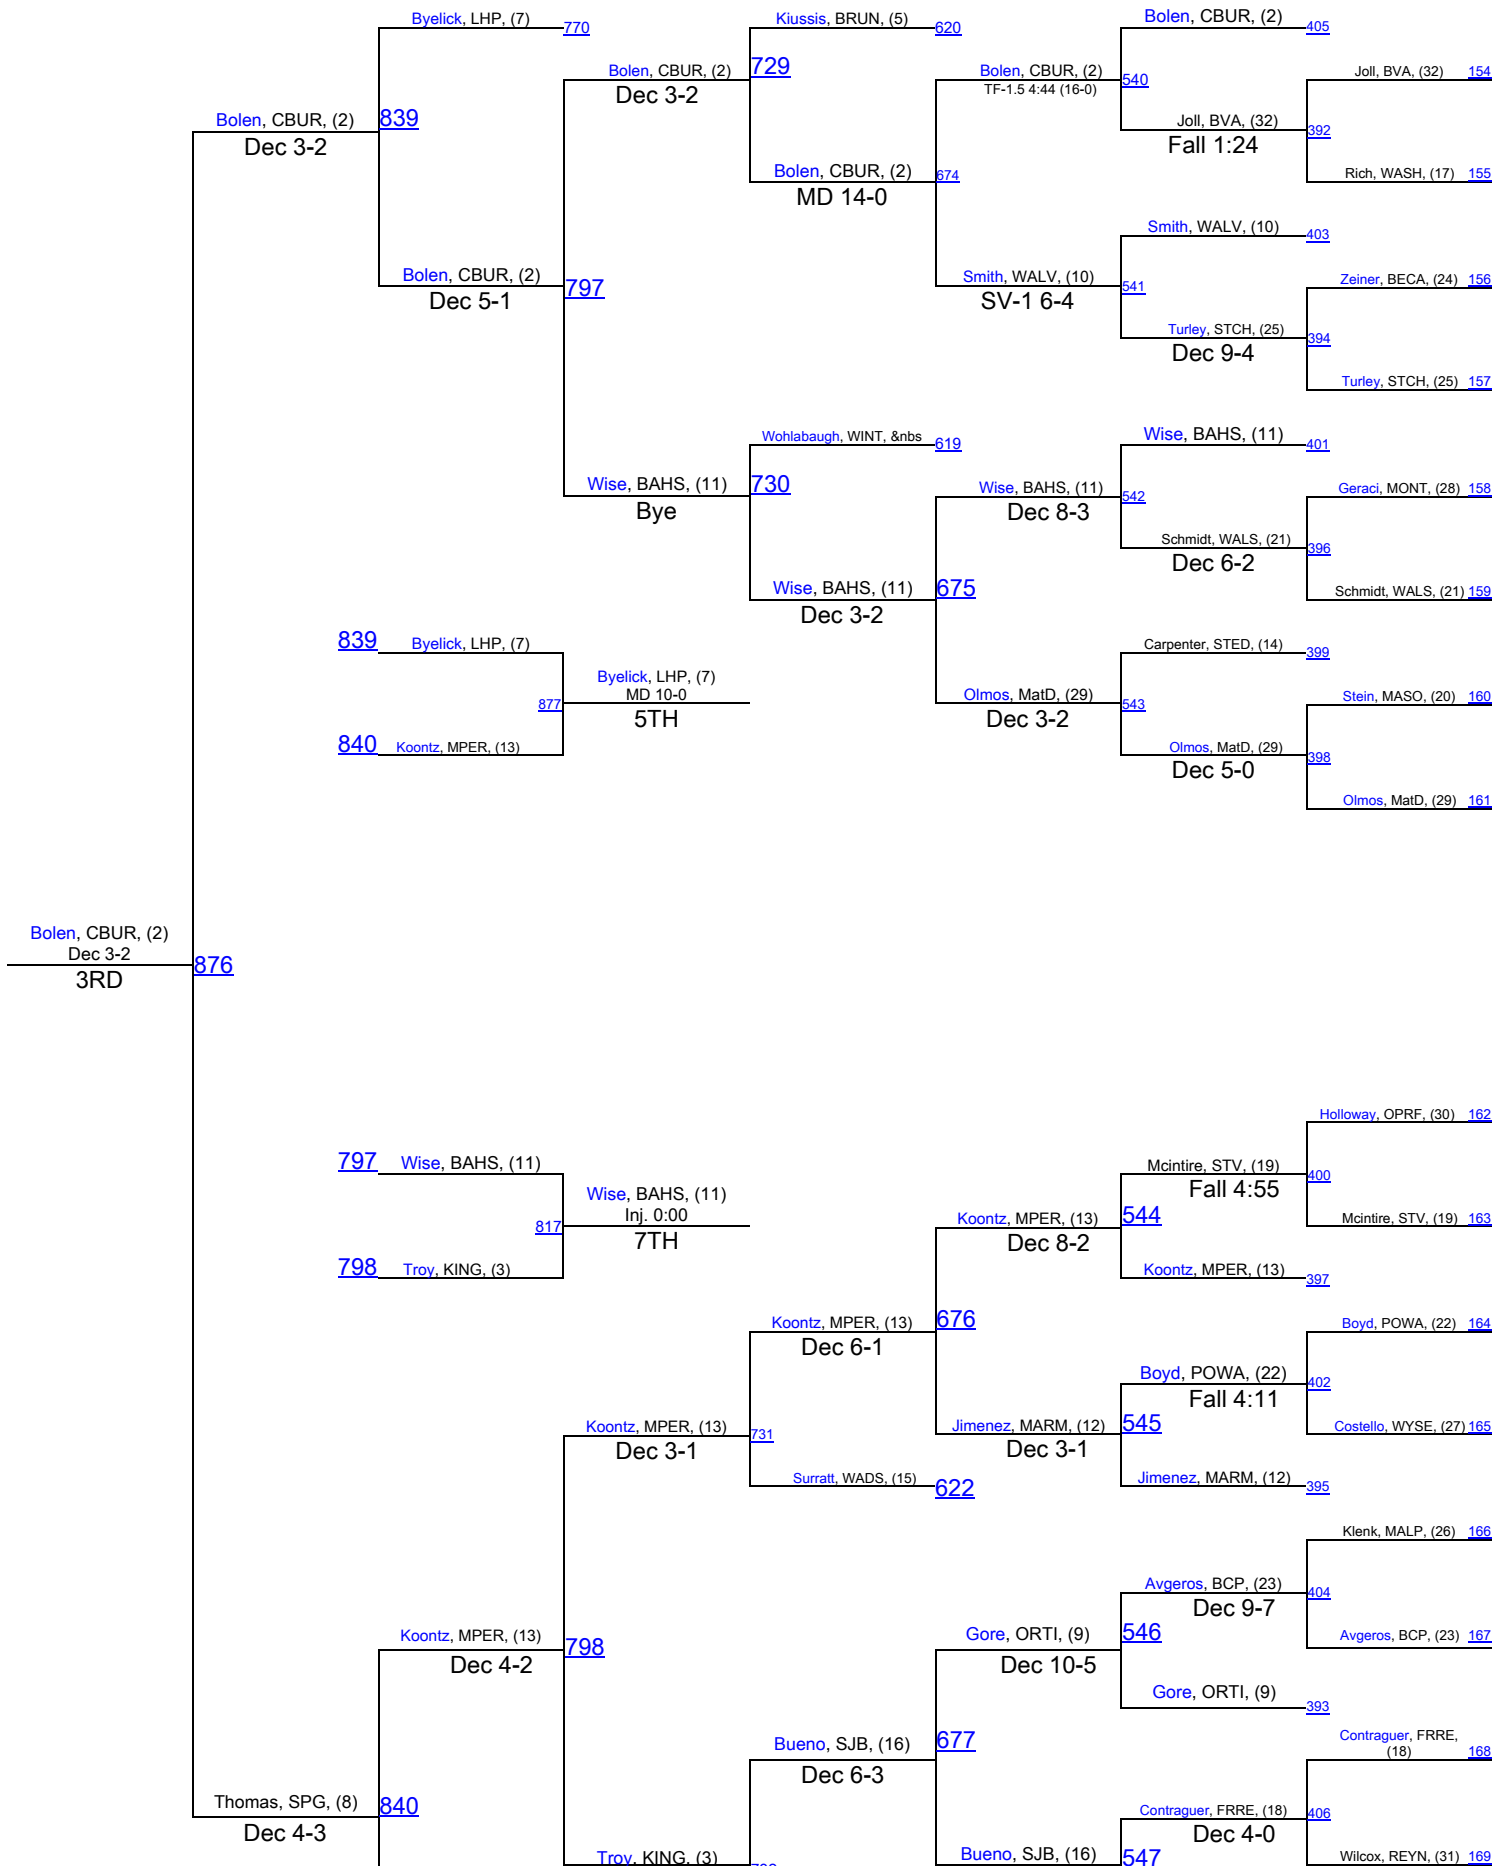 Byelick, LHP, (7)
770
Kiussis, BRUN, (5)
620
Bolen, CBUR, (2)
405
Bolen, CBUR, (2)
Dec 3-2
729
Bolen, CBUR, (2)
TF-1.5 4:44 (16-0)
540
Joll, BVA, (32)
154
Bolen, CBUR, (2)
Dec 3-2
839
Joll, BVA, (32)
Fall 1:24
392
Bolen, CBUR, (2)
MD 14-0
674
Rich, WASH, (17)
155
Smith, WALV, (10)
403
Bolen, CBUR, (2)
Dec 5-1
797
Smith, WALV, (10)
SV-1 6-4
541
Zeiner, BECA, (24)
156
Turley, STCH, (25)
Dec 9-4
394
Turley, STCH, (25)
157
Wohlabaugh, WINT, &nbs
619
Wise, BAHS, (11)
401
Wise, BAHS, (11)
Bye
730
Wise, BAHS, (11)
Dec 8-3
542
Geraci, MONT, (28)
158
Schmidt, WALS, (21)
Dec 6-2
396
Wise, BAHS, (11)
Dec 3-2
675
Schmidt, WALS, (21)
159
839
Byelick, LHP, (7)
Carpenter, STED, (14)
399
Byelick, LHP, (7)
MD 10-0
5TH
877
Olmos, MatD, (29)
Dec 3-2
543
Stein, MASO, (20)
160
840
Koontz, MPER, (13)
Olmos, MatD, (29)
Dec 5-0
398
Olmos, MatD, (29)
161
Bolen, CBUR, (2)
Dec 3-2
3RD
876
Holloway, OPRF, (30)
162
797
Wise, BAHS, (11)
Mcintire, STV, (19)
Fall 4:55
400
Wise, BAHS, (11)
Inj. 0:00
7TH
817
Koontz, MPER, (13)
Dec 8-2
544
Mcintire, STV, (19)
163
798
Troy, KING, (3)
Koontz, MPER, (13)
397
Koontz, MPER, (13)
Dec 6-1
676
Boyd, POWA, (22)
164
Boyd, POWA, (22)
Fall 4:11
402
Koontz, MPER, (13)
Dec 3-1
731
Jimenez, MARM, (12)
Dec 3-1
545
Costello, WYSE, (27)
165
Surratt, WADS, (15)
622
Jimenez, MARM, (12)
395
Klenk, MALP, (26)
166
Avgeros, BCP, (23)
Dec 9-7
404
Koontz, MPER, (13)
Dec 4-2
798
Gore, ORTI, (9)
Dec 10-5
546
Avgeros, BCP, (23)
167
Gore, ORTI, (9)
393
Bueno, SJB, (16)
Dec 6-3
677
Contraguer, FRRE,
(18)
168
Thomas, SPG, (8)
Dec 4-3
840
Contraguer, FRRE, (18)
Dec 4-0
406
Troy, KING, (3)
Bueno, SJB, (16)
547
Wilcox, REYN, (31)
169